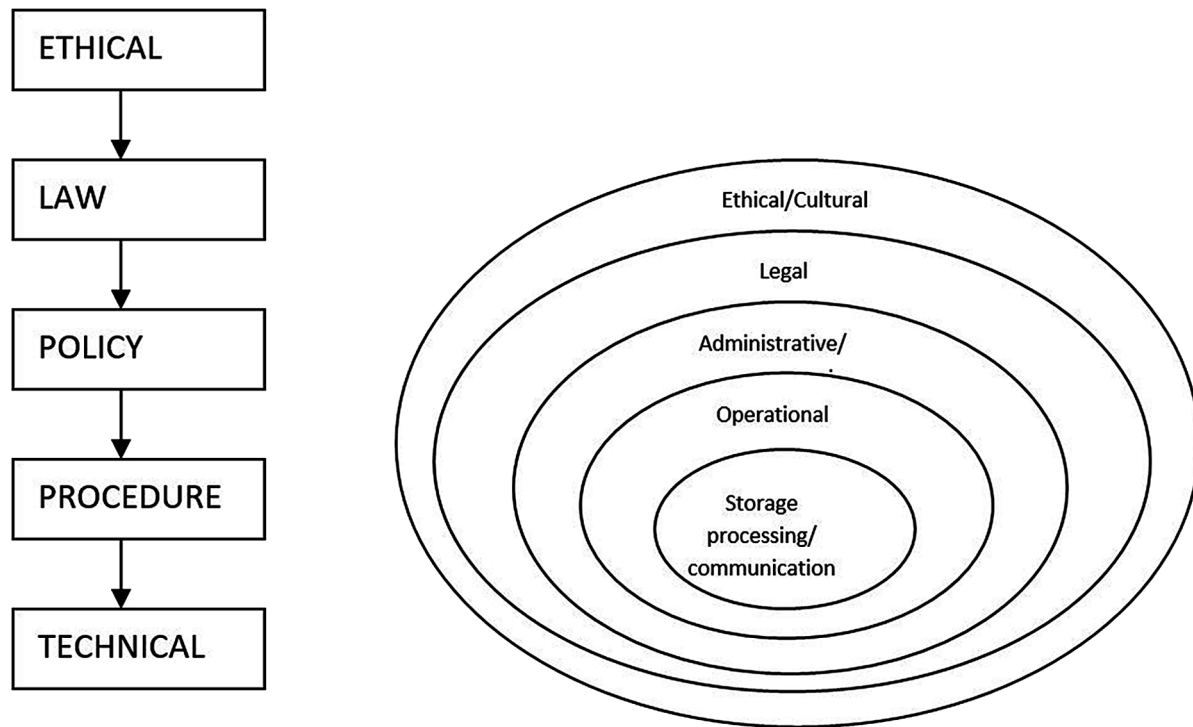 ETHICAL
LAW
POLICY
PROCEDURE
TECHNICAL
Ethical/Cultural
Legal
Administrative/
Operational
Storage
processing/
communication